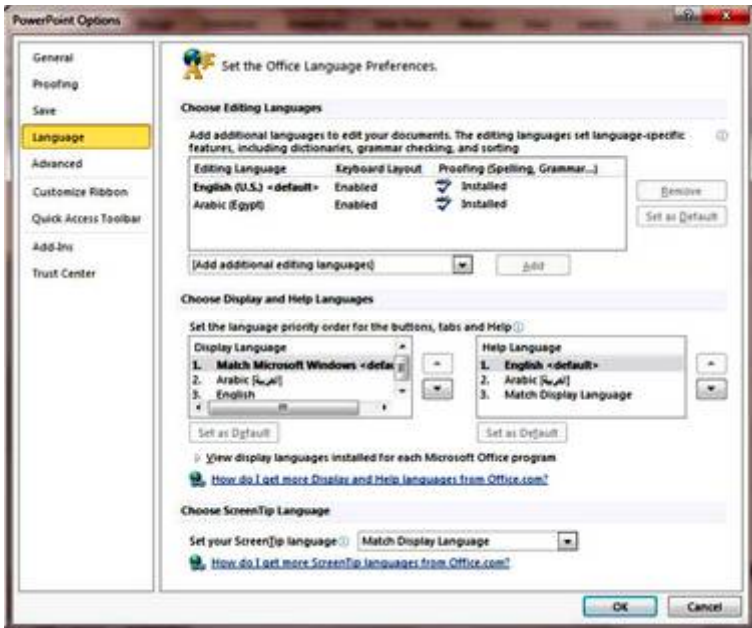 PowerPoint Options
General
Proofing
Save
Language
Advanced
Customize Ribbon
Quick Access Toolbar
Add-Ins
Trust Center
Set the Office Language Preferences.
Choose Editing Languages
Add additional languages to edit your documents. The editing languages set language-specific
features, including dictionaries, grammar checking, and sorting
Editing Language Keyboard Layout Proofing (Spelling, Grammar...)
English (U.S.) <default> Enabled Installed
Arabic (Egypt) Enabled Installed
Remove
Set as Default
[Add additional editing languages] Add
Choose Display and Help Languages
Set the language priority order for the buttons, tabs and Help
Display Language
1. Match Microsoft Windows <defau
2. Arabic [العربية]
3. English
Set as Default
Help Language
1. English <default>
2. Arabic [العربية]
3. Match Display Language
Set as Default
View display languages installed for each Microsoft Office program
How do I get more Display and Help languages from Office.com?
Choose ScreenTip Language
Set your ScreenTip language Match Display Language
How do I get more ScreenTip languages from Office.com?
OK Cancel